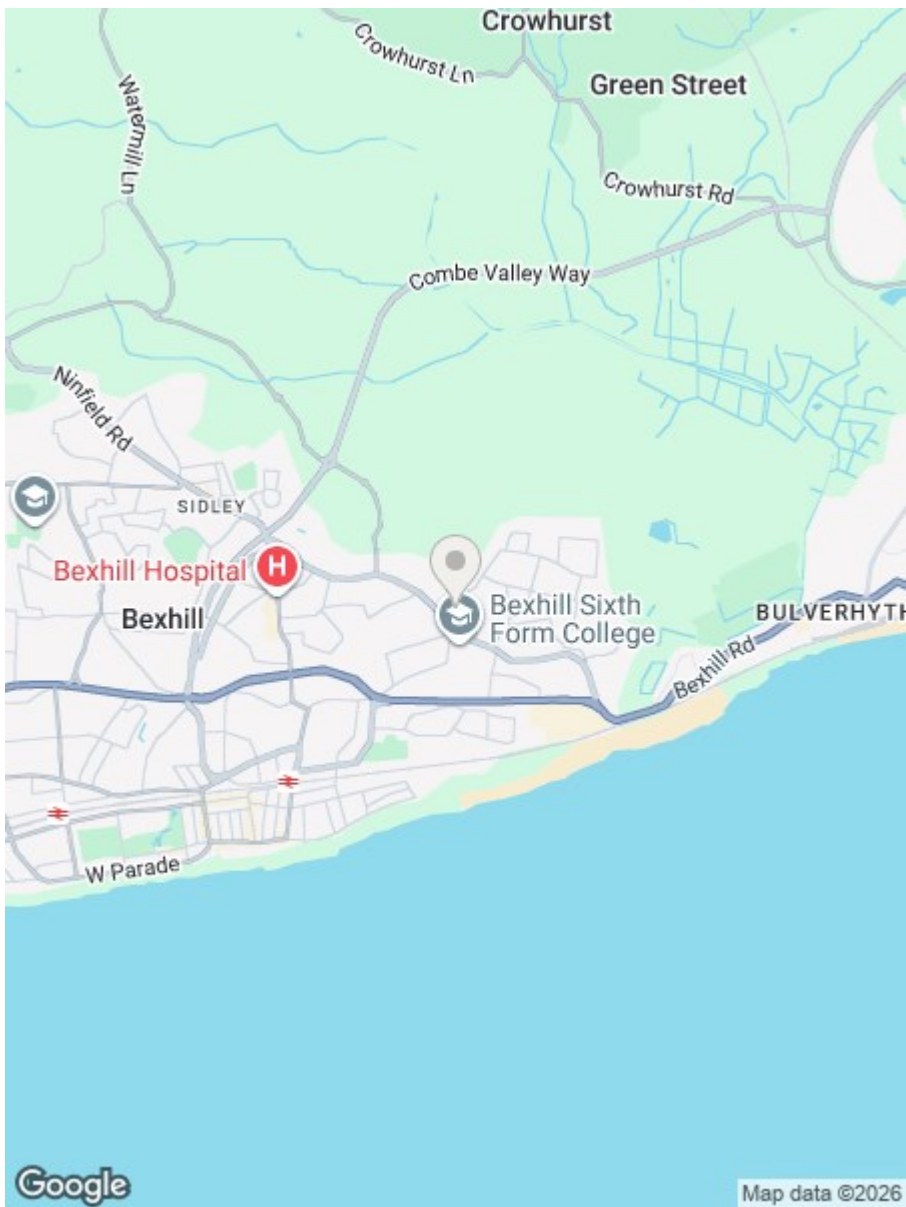 Crowhurst
Crowhurst Ln
Green Street
Watermill Ln
Crowhurst Rd
Combe Valley Way
Ninfield Rd
SIDLEY
Bexhill Hospital
H
Bexhill
Bexhill Sixth
Form College
BULVERHYTH
Bexhill Rd
W Parade
Google
Map data ©2026